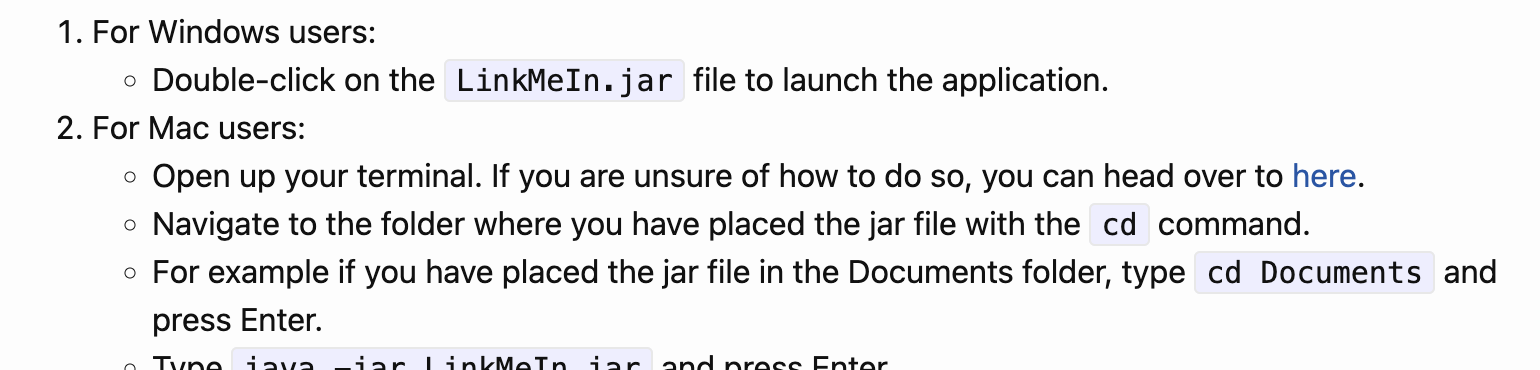 1. For Windows users:
○ Double-click on the LinkMeIn.jar file to launch the application.
2. For Mac users:
○ Open up your terminal. If you are unsure of how to do so, you can head over to here.
○ Navigate to the folder where you have placed the jar file with the cd command.
○ For example if you have placed the jar file in the Documents folder, type cd Documents and
press Enter.
○ Type java -jar LinkMeIn.jar and press Enter